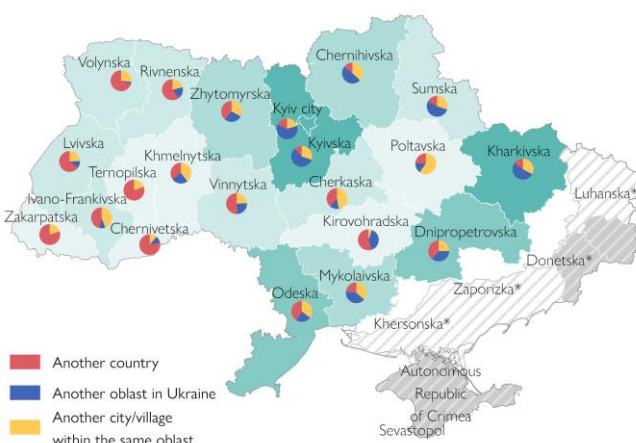 Volynska
Rivnenska
Zhytomyrska
Chernihivska
Sumska
Kyiv city
Kyivska
Lvivska
Ternopilska
Khmelnytska
Ivano-Frankivska
Zakarpatska
Chernivetska
Vinnytska
Cherkaska
Poltavska
Kharkivska
Luhanska*
Kirovohradska
Dnipropetrovska
Donetska*
Zaporizka*
Mykolaivska
Odeska
Khersonska*
Autonomous
Republic
of Crimea
Sevastopol
Another country
Another oblast in Ukraine
Another city/village
within the same oblast